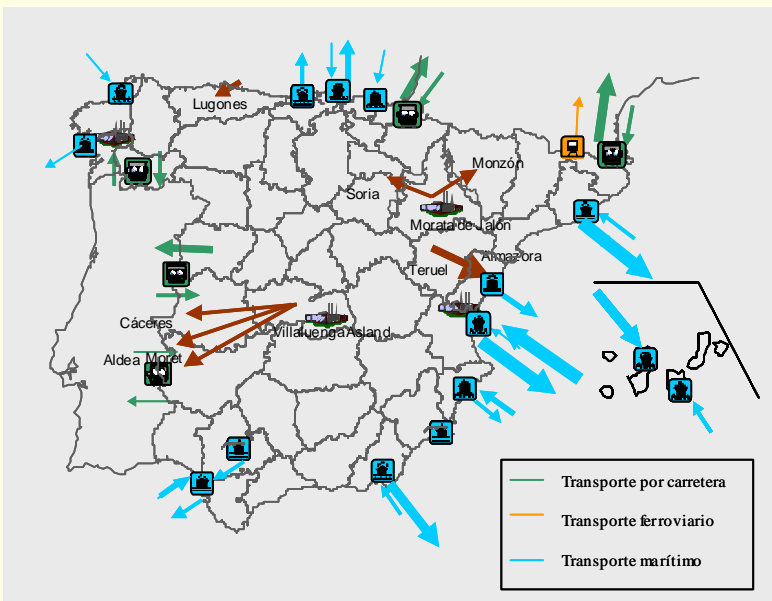 Lugones
Monzón
Soria
Morata de Jalón
Almazora
Teruel
Cáceres
Villaluenga Asland
Aldea Moret
Transporte por carretera
Transporte ferroviario
Transporte marítimo